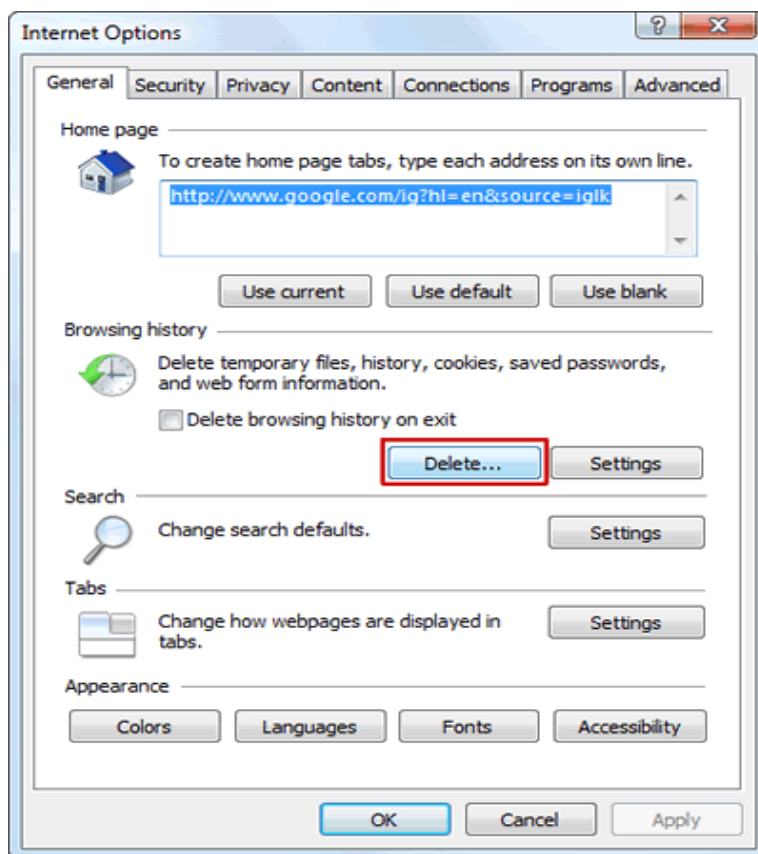 Internet Options
General Security Privacy Content Connections Programs Advanced
Home page
To create home page tabs, type each address on its own line.
http://www.google.com/ig?hl=en&source=iglk
Use current Use default Use blank
Browsing history
Delete temporary files, history, cookies, saved passwords,
and web form information.
Delete browsing history on exit
Delete... Settings
Search
Change search defaults. Settings
Tabs
Change how webpages are displayed in Settings
tabs.
Appearance
Colors Languages Fonts Accessibility
OK Cancel Apply